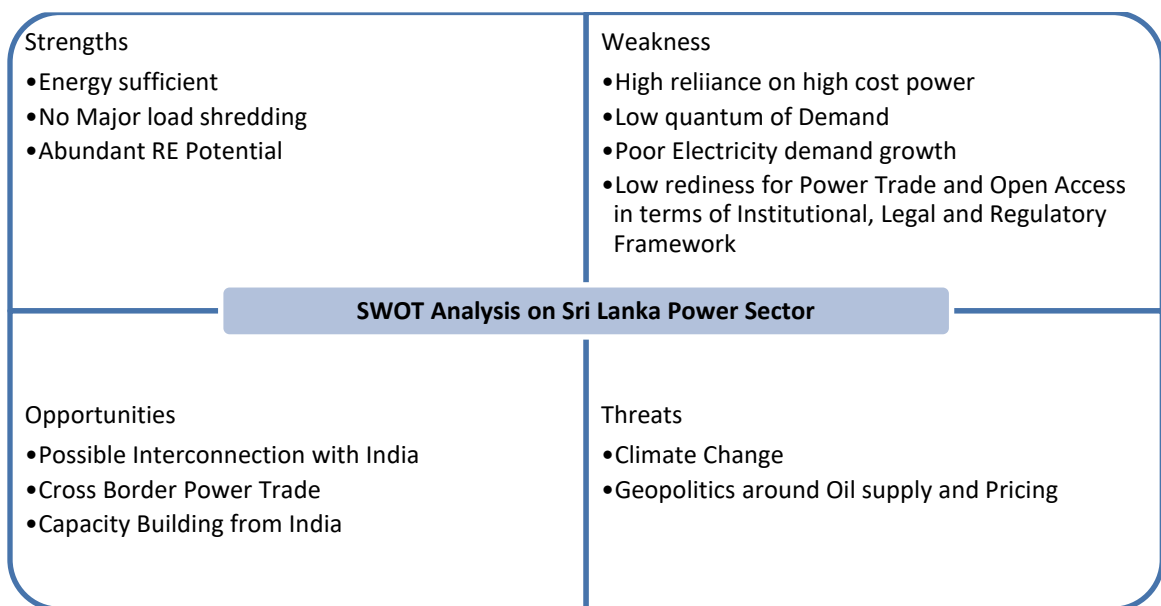 Strengths
•Energy sufficient
•No Major load shredding
•Abundant RE Potential
Weakness
•High reliiance on high cost power
•Low quantum of Demand
•Poor Electricity demand growth
•Low rediness for Power Trade and Open Access
in terms of Institutional, Legal and Regulatory
Framework
SWOT Analysis on Sri Lanka Power Sector
Opportunities
•Possible Interconnection with India
•Cross Border Power Trade
•Capacity Building from India
Threats
•Climate Change
•Geopolitics around Oil supply and Pricing